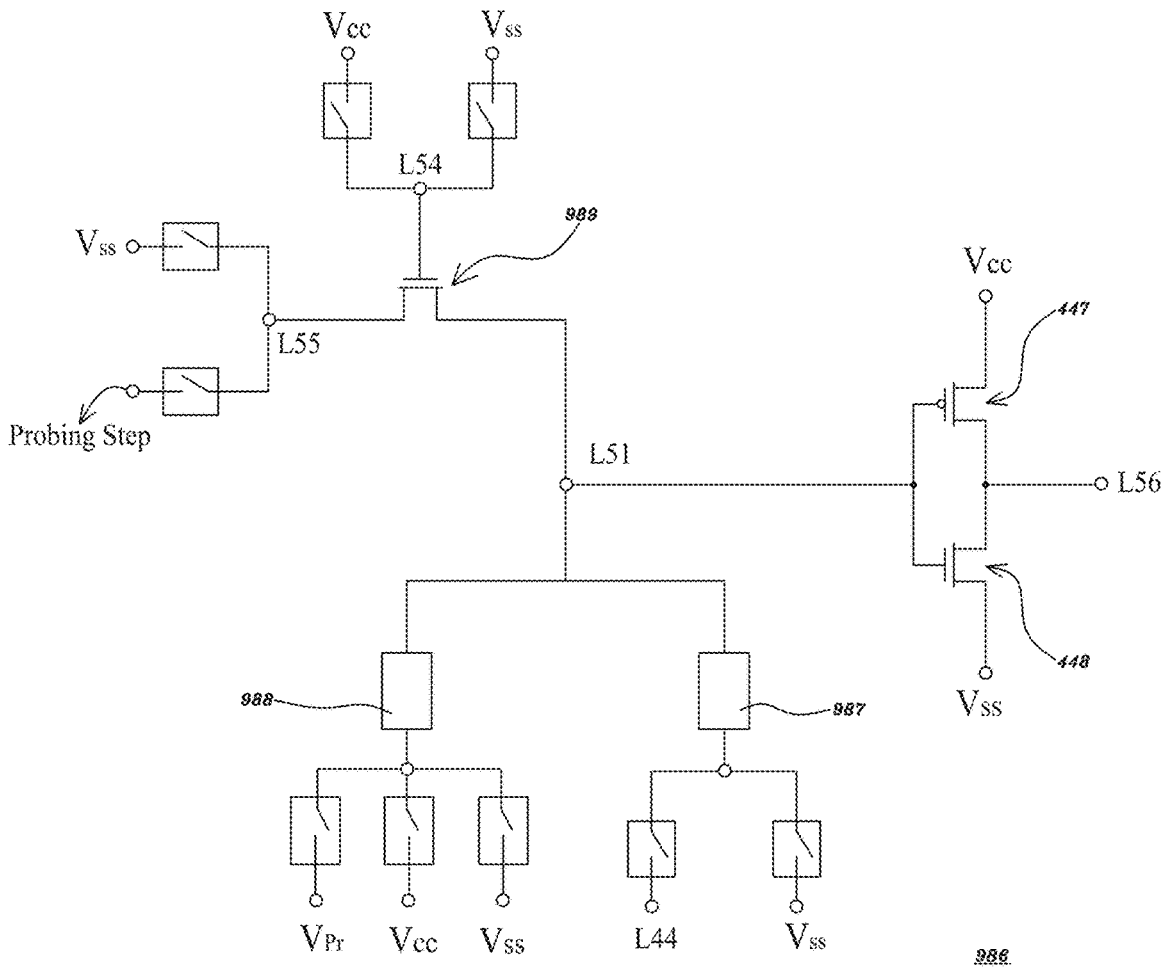 Vcc
Vss
L54
989
Vss
Vcc
L55
447
Probing Step
L51
L56
448
988
987
Vss
VPr
Vcc
Vss
L44
Vss
986